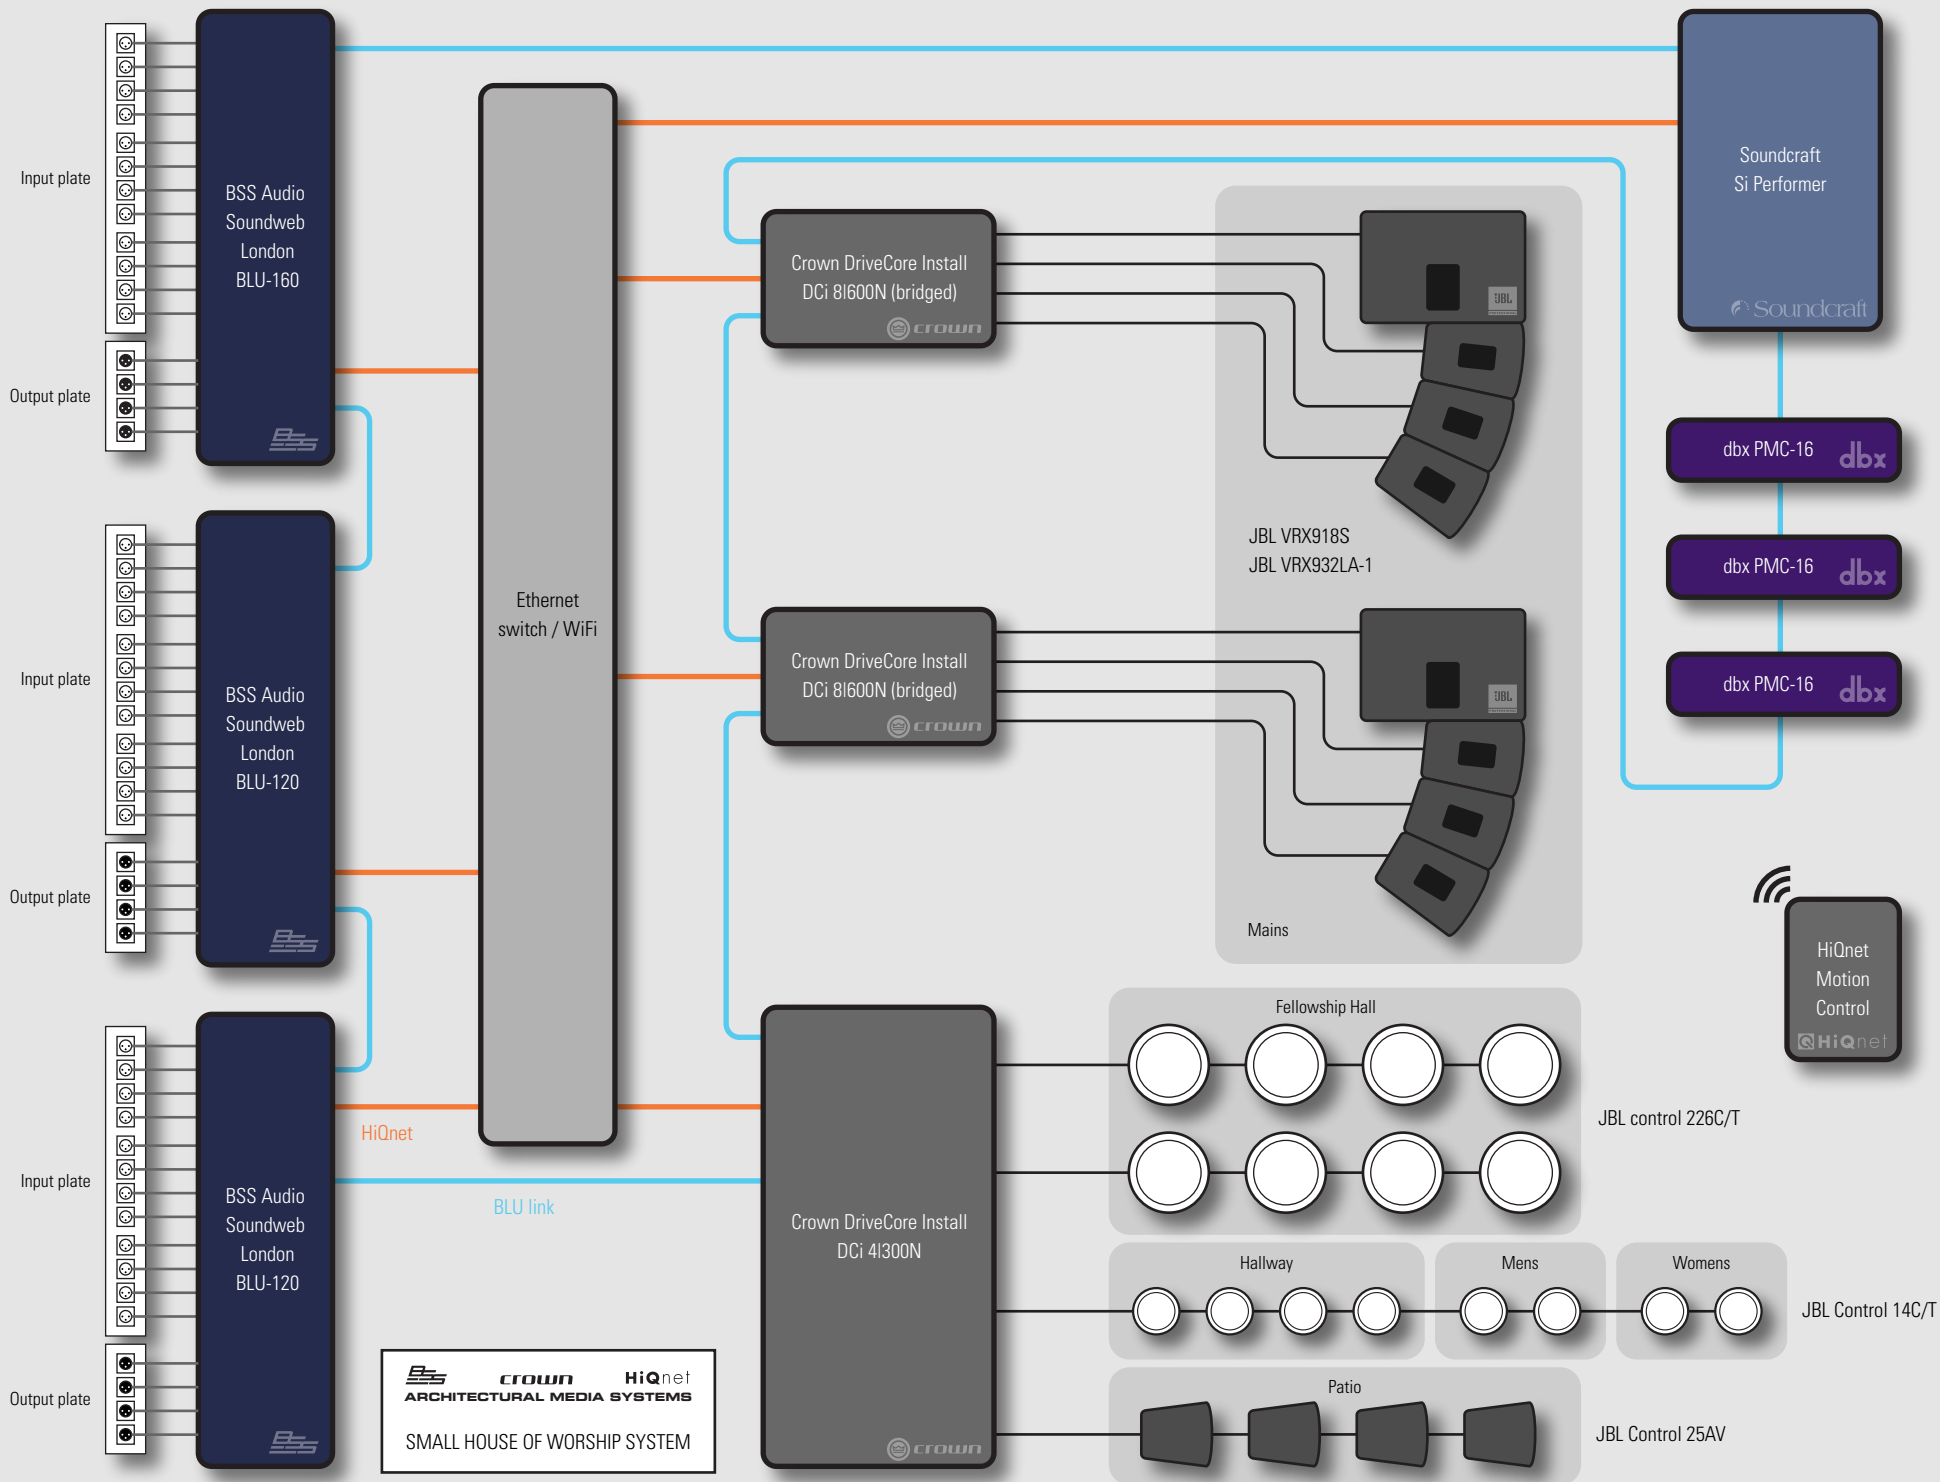 Input plate
Output plate
BSS Audio
Soundweb
London
BLU-160
BSS
Input plate
Output plate
BSS Audio
Soundweb
London
BLU-120
BSS
Input plate
Output plate
BSS Audio
Soundweb
London
BLU-120
BSS
Ethernet
switch / WiFi
HiQnet
BLU link
Crown DriveCore Install
DCi 8|600N (bridged)
crown
Crown DriveCore Install
DCi 8|600N (bridged)
crown
Crown DriveCore Install
DCi 4|300N
crown
JBL
JBL VRX918S
JBL VRX932LA-1
JBL
Mains
Soundcraft
Si Performer
Soundcraft
dbx PMC-16 dbx
dbx PMC-16 dbx
dbx PMC-16 dbx
HiQnet
Motion
Control
HiQnet
Fellowship Hall
JBL control 226C/T
Hallway
Mens
Womens
JBL Control 14C/T
Patio
JBL Control 25AV
BSS crown HiQnet
ARCHITECTURAL MEDIA SYSTEMS
SMALL HOUSE OF WORSHIP SYSTEM